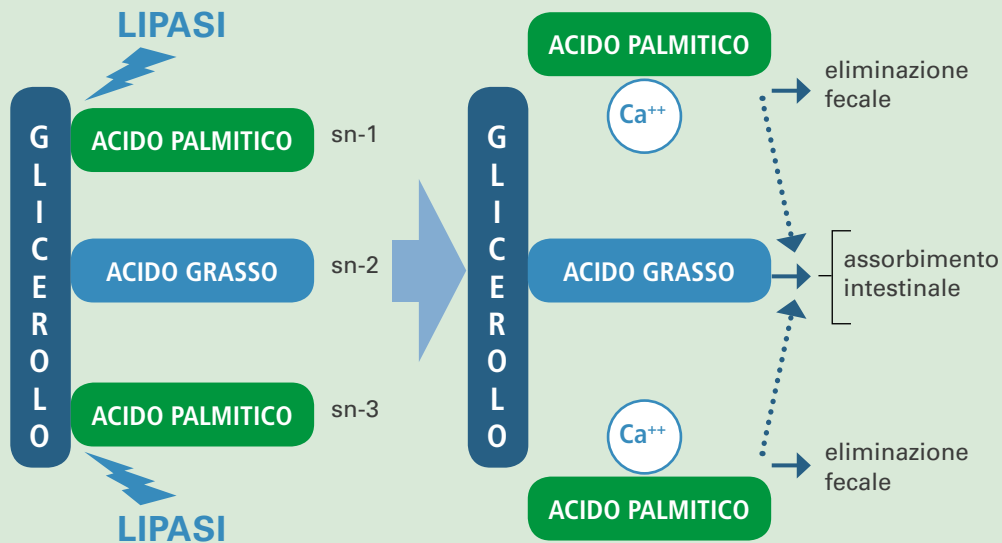 LIPASI
GLICEROLO
ACIDO PALMITICO
sn-1
ACIDO GRASSO
sn-2
ACIDO PALMITICO
sn-3
LIPASI
GLICEROLO
ACIDO PALMITICO
Ca⁺⁺
eliminazione
fecale
ACIDO GRASSO
assorbimento
intestinale
Ca⁺⁺
ACIDO PALMITICO
eliminazione
fecale